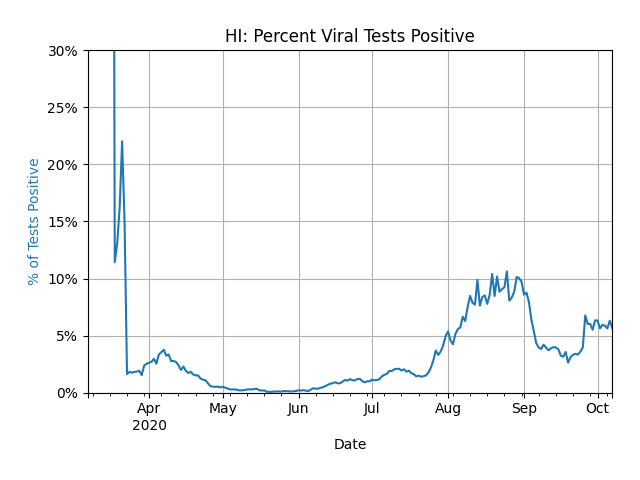 HI: Percent Viral Tests Positive
30%
25%
20%
15%
10%
5%
0%
% of Tests Positive
Apr May Jun Jul Aug Sep Oct
2020
Date